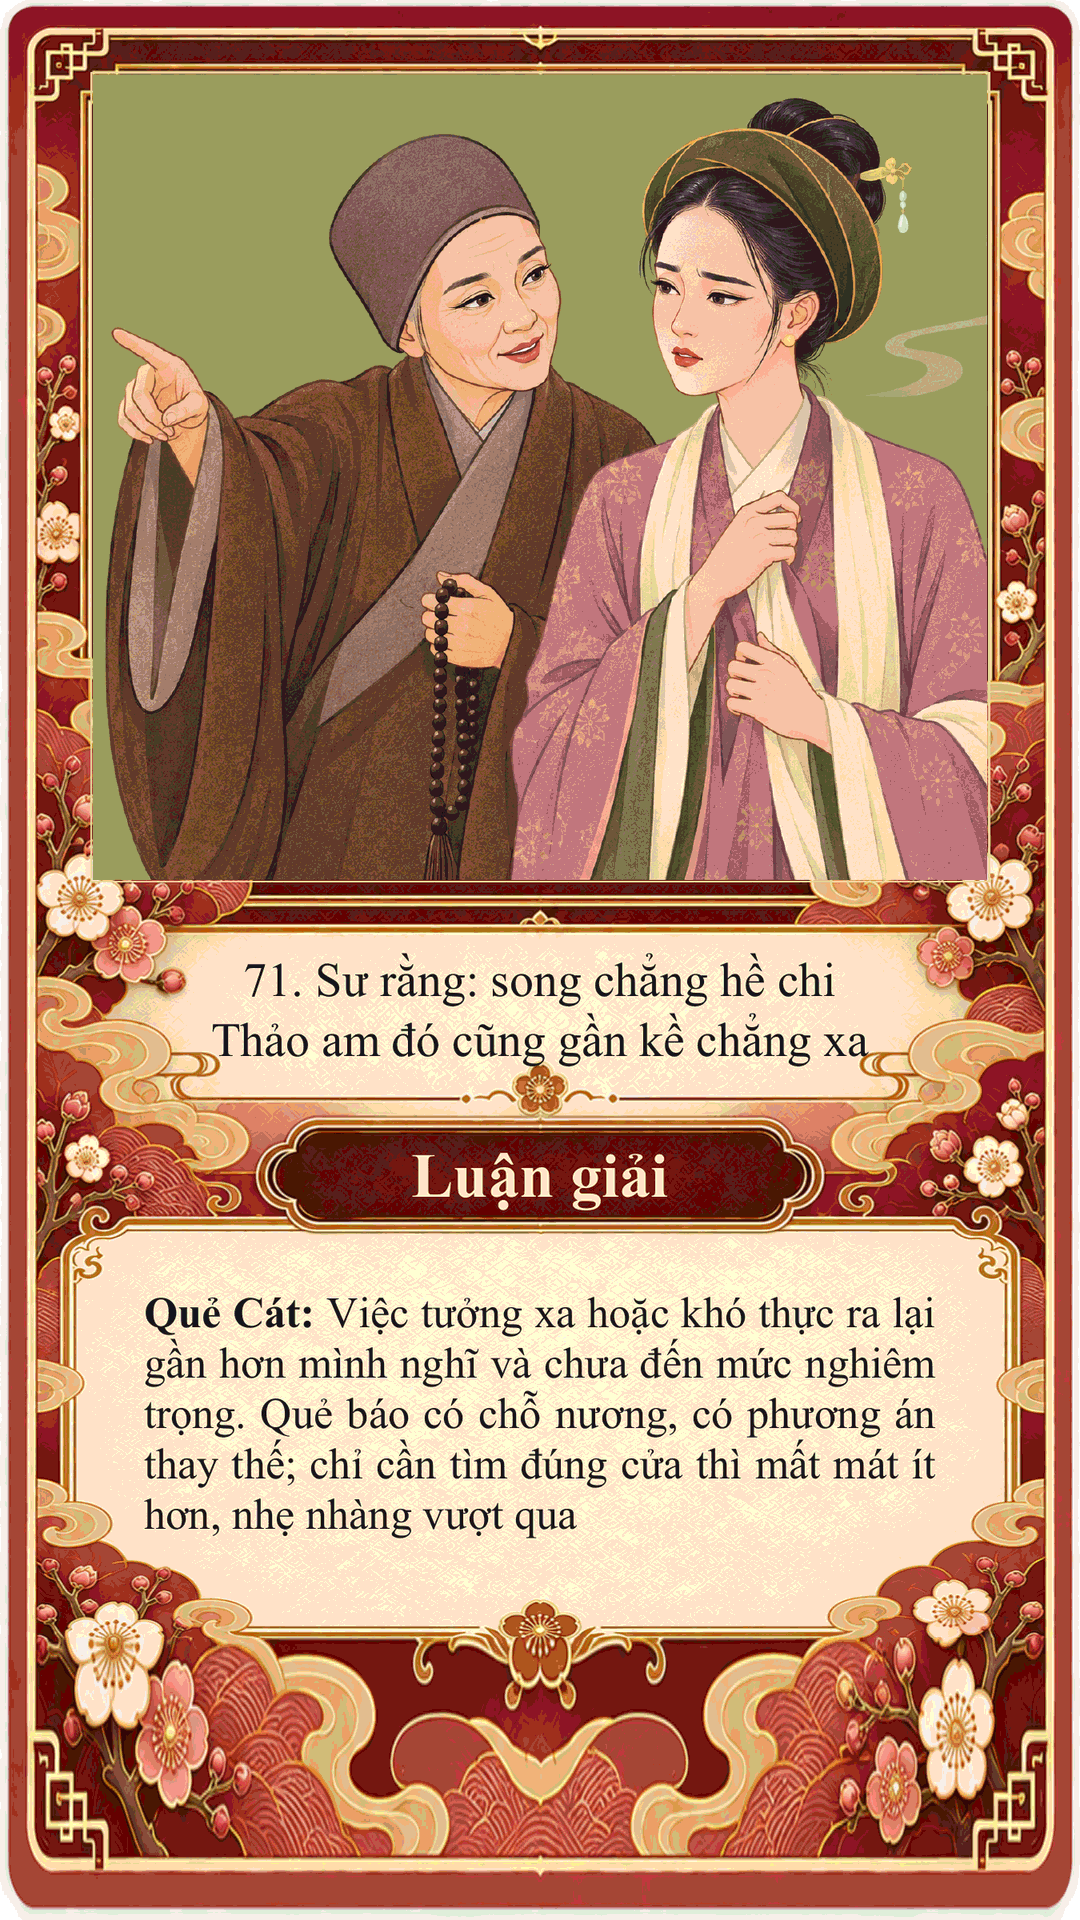 71. Sư rằng: song chẳng hề chi
Thảo am đó cũng gần kề chẳng xa
Luận giải
Quẻ Cát: Việc tưởng xa hoặc khó thực ra lại
gần hơn mình nghĩ và chưa đến mức nghiêm
trọng. Quẻ báo có chỗ nương, có phương án
thay thế; chỉ cần tìm đúng cửa thì mất mát ít
hơn, nhẹ nhàng vượt qua